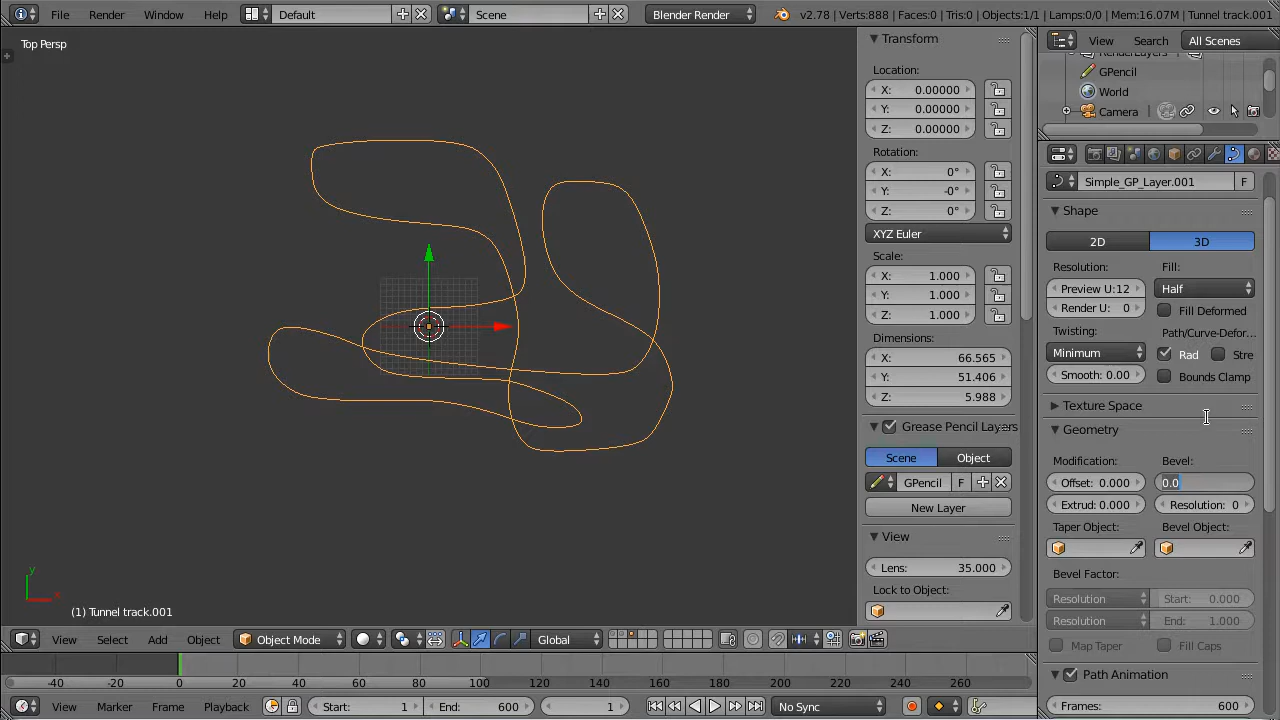 File Render Window Help Default Scene Blender Render v2.78 | Verts:888 | Faces:0 | Tris:0 | Objects:1/1 | Lamps:0/0 | Mem:16.07M | Tunnel track.001
Top Persp
(1) Tunnel track.001
y
x
Transform
Location:
X: 0.00000
Y: 0.00000
Z: 0.00000
Rotation:
X: 0°
Y: -0°
Z: 0°
XYZ Euler
Scale:
X: 1.000
Y: 1.000
Z: 1.000
Dimensions:
X: 66.565
Y: 51.406
Z: 5.988
Grease Pencil Layers
Scene Object
GPencil F
New Layer
View
Lens: 35.000
Lock to Object:
View Search All Scenes
GPencil
World
Camera
Simple_GP_Layer.001 F
Shape
2D 3D
Resolution: Fill:
Preview U:12 Half
Render U: 0 Fill Deformed
Twisting: Path/Curve-Defor...
Minimum Rad Stre
Smooth: 0.00 Bounds Clamp
Texture Space
Geometry
Modification: Bevel:
Offset: 0.000 0.0
Extrud: 0.000 Resolution: 0
Taper Object: Bevel Object:
Bevel Factor:
Resolution Start: 0.000
Resolution End: 1.000
Map Taper Fill Caps
Path Animation
Frames: 600
View Select Add Object Object Mode Global
-40 -20 0 20 40 60 80 100 120 140 160 180 200 220 240 260
View Marker Frame Playback Start: 1 End: 600 1 No Sync